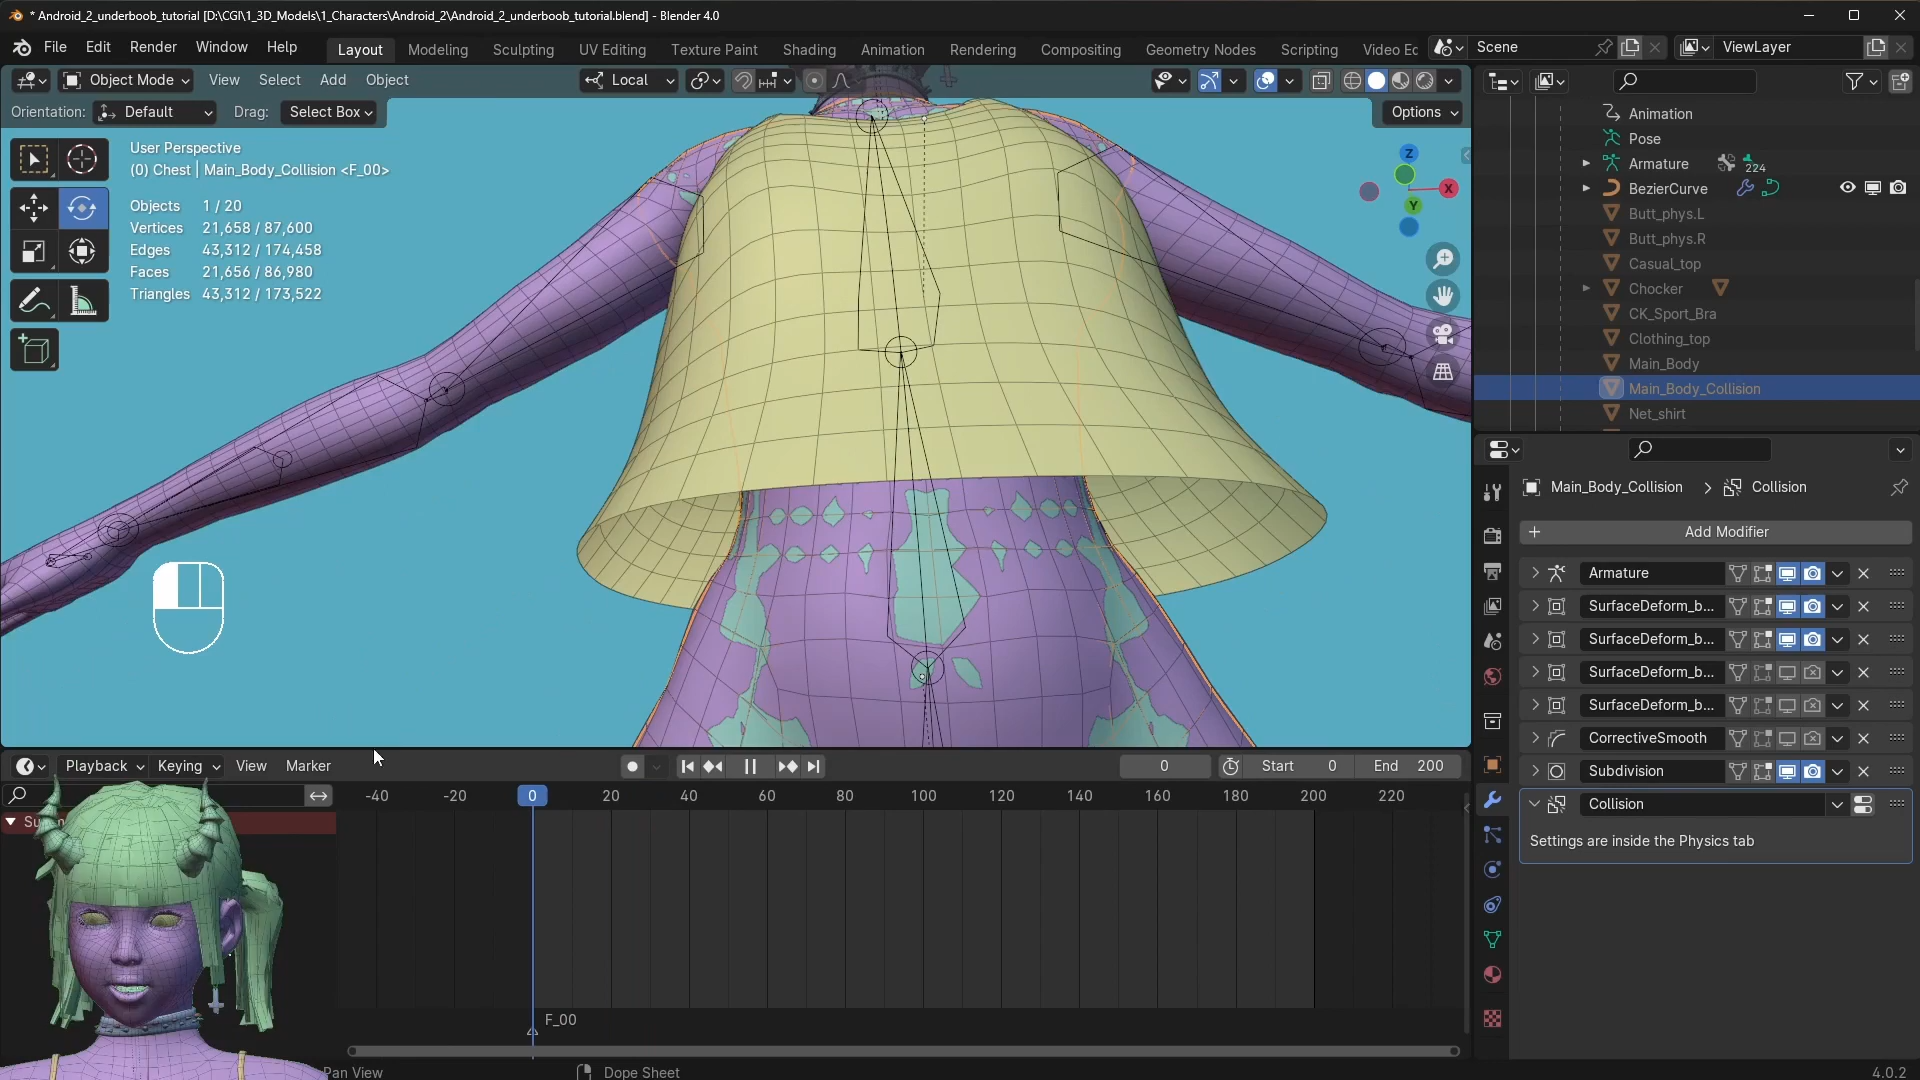 * Android_2_underboob_tutorial [D:\CGI\1_3D_Models\1_Characters\Android_2\Android_2_underboob_tutorial.blend] - Blender 4.0
File Edit Render Window Help Layout Modeling Sculpting UV Editing Texture Paint Shading Animation Rendering Compositing Geometry Nodes Scripting Video Ec Scene ViewLayer
Object Mode View Select Add Object Local
Orientation: Default Drag: Select Box Options
User Perspective
(0) Chest | Main_Body_Collision <F_00>
Objects 1 / 20
Vertices 21,658 / 87,600
Edges 43,312 / 174,458
Faces 21,656 / 86,980
Triangles 43,312 / 173,522
Z
X
Y
Animation
Pose
Armature 224
BezierCurve
Butt_phys.L
Butt_phys.R
Casual_top
Chocker
CK_Sport_Bra
Clothing_top
Main_Body
Main_Body_Collision
Net_shirt
Main_Body_Collision > Collision
+ Add Modifier
Armature
SurfaceDeform_b...
SurfaceDeform_b...
SurfaceDeform_b...
SurfaceDeform_b...
CorrectiveSmooth
Subdivision
Collision
Settings are inside the Physics tab
Playback Keying View Marker 0 Start 0 End 200
-40 -20 0 20 40 60 80 100 120 140 160 180 200 220
F_00
Pan View Dope Sheet 4.0.2